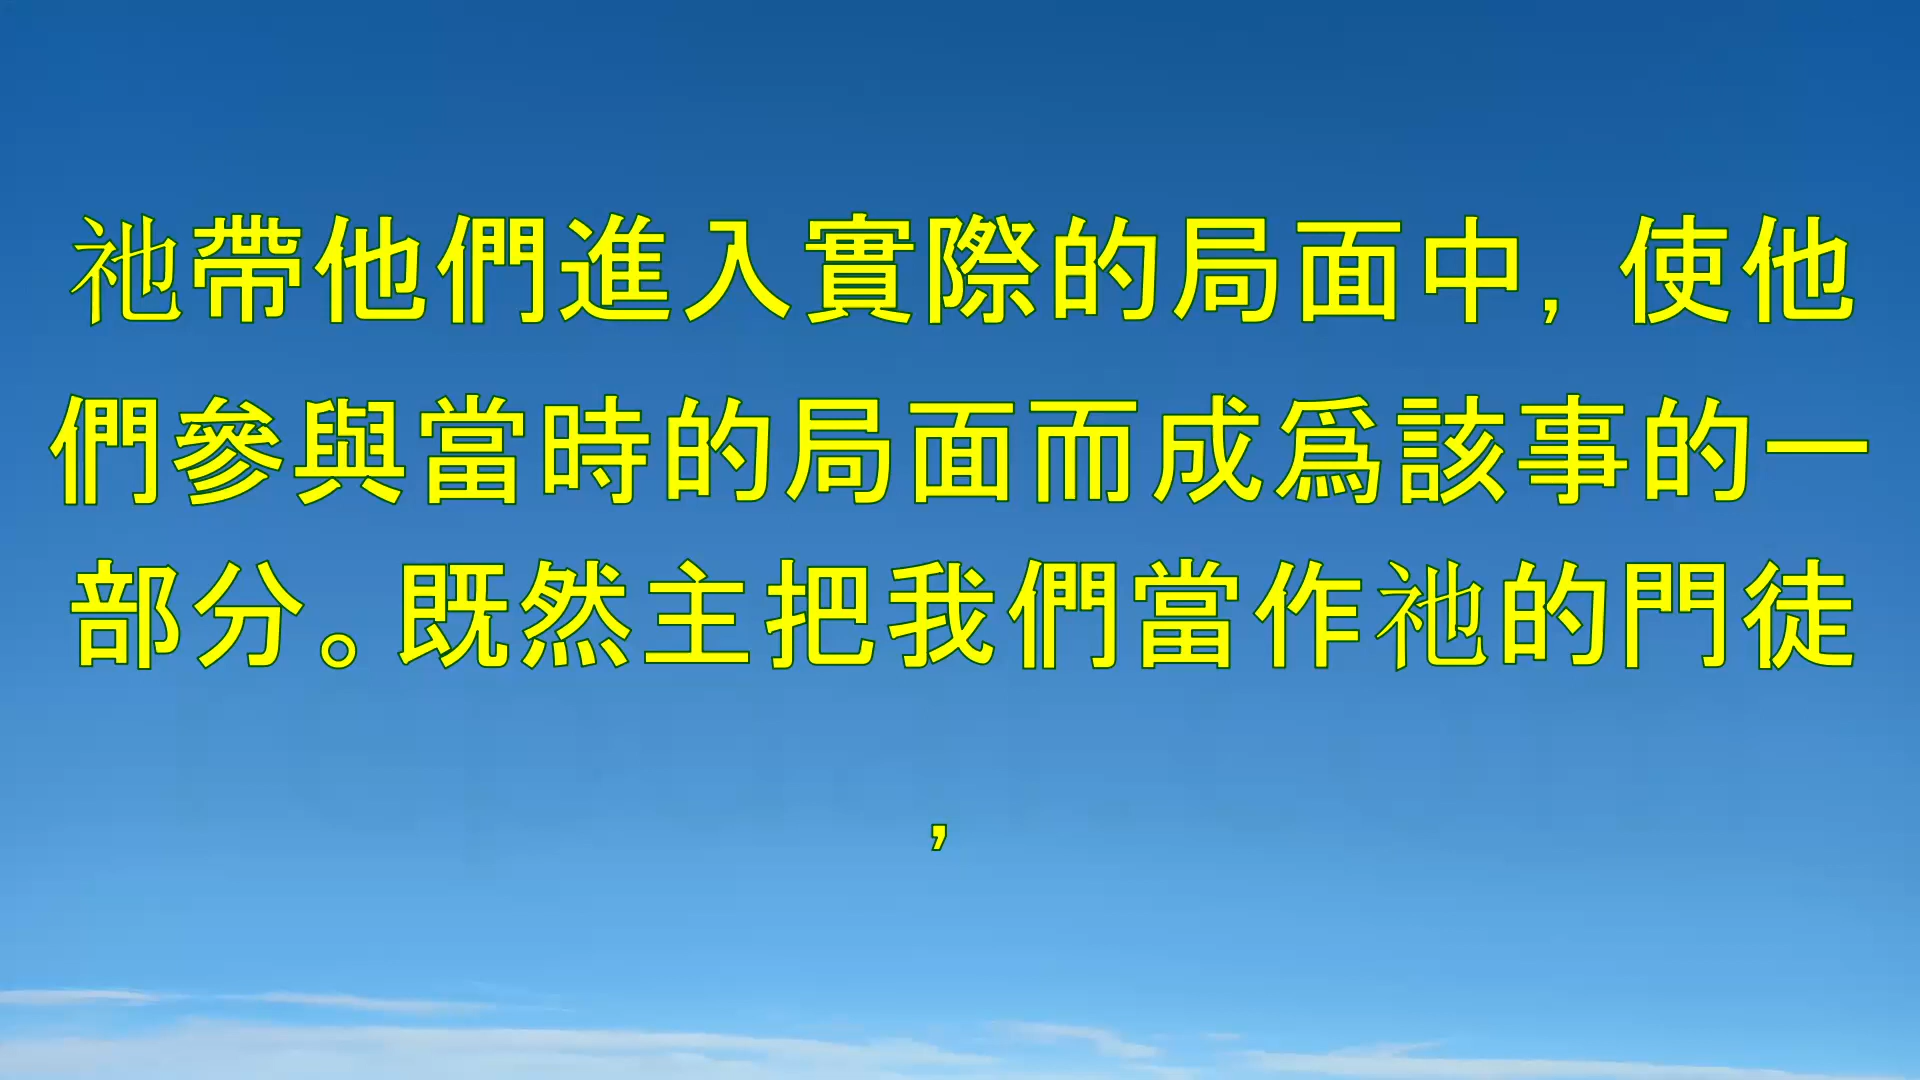 祂帶他們進入實際的局面中, 使他
們參與當時的局面而成爲該事的一
部分。既然主把我們當作祂的門徒
,